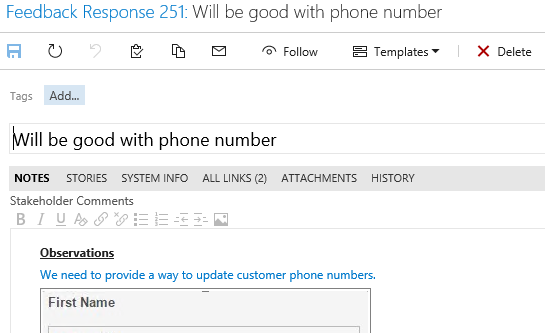 Feedback Response 251: Will be good with phone number
Follow Templates Delete
Tags Add...
Will be good with phone number
NOTES STORIES SYSTEM INFO ALL LINKS (2) ATTACHMENTS HISTORY
Stakeholder Comments
B I U A
Observations
We need to provide a way to update customer phone numbers.
First Name